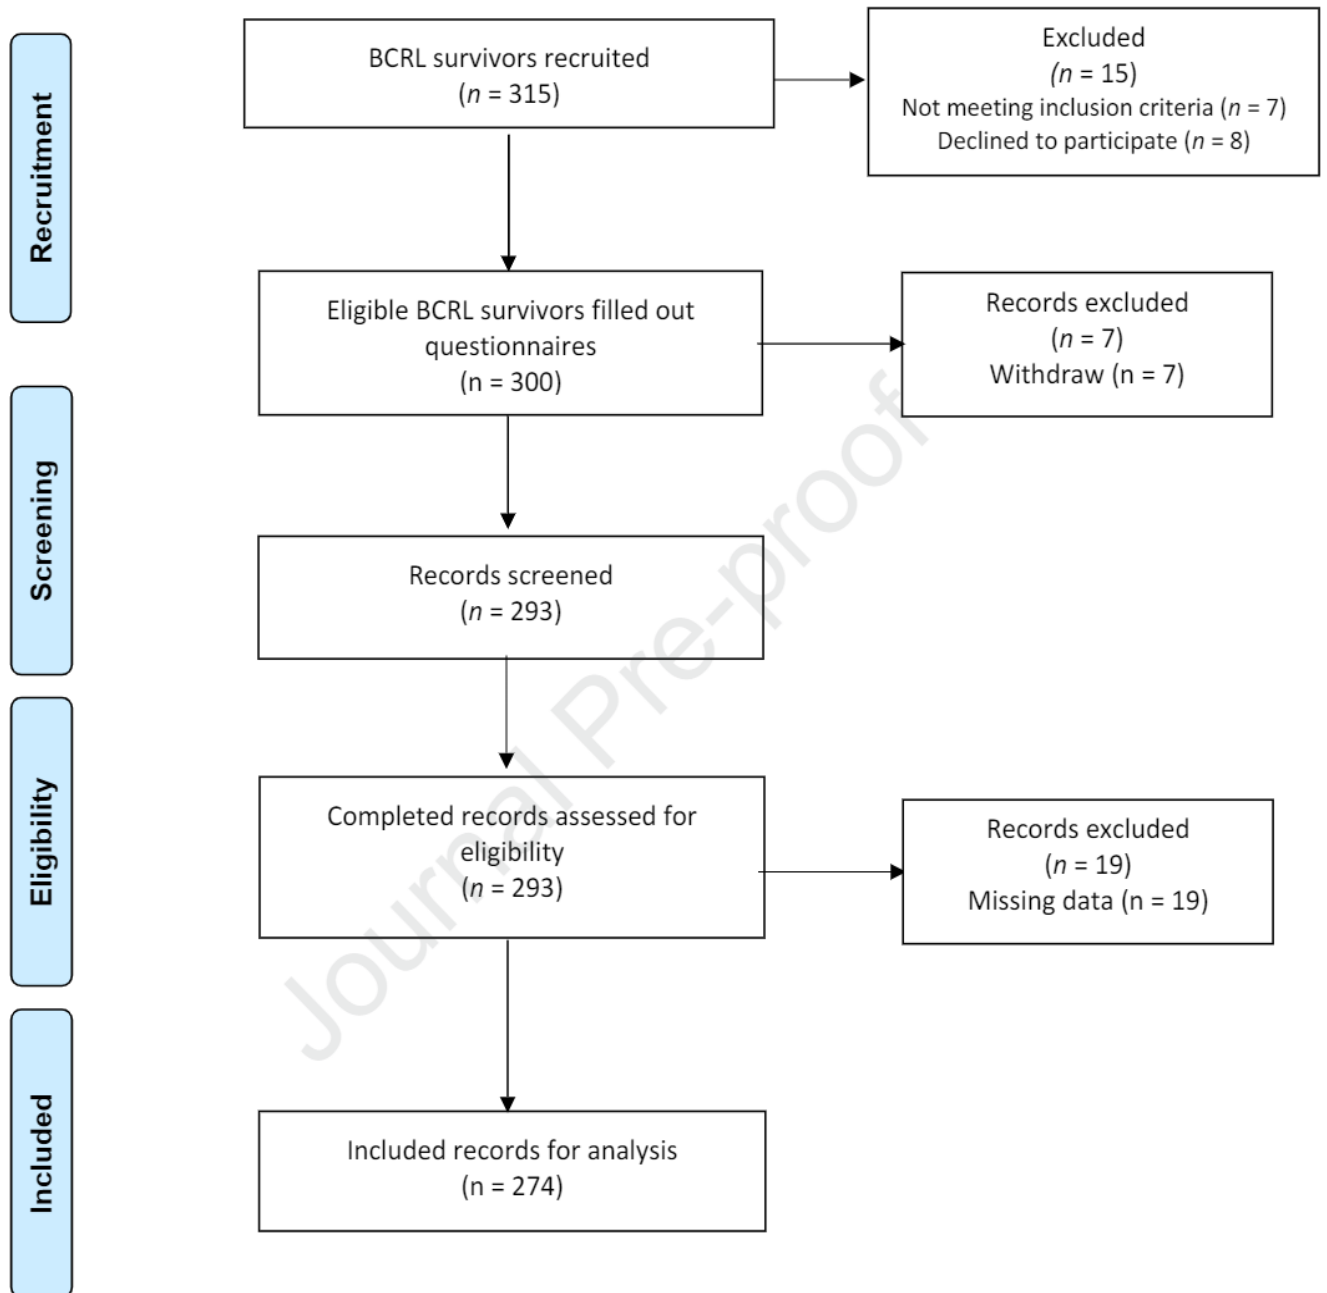 Recruitment
BCRL survivors recruited
(n = 315)
Excluded
(n = 15)
Not meeting inclusion criteria (n = 7)
Declined to participate (n = 8)
Eligible BCRL survivors filled out
questionnaires
(n = 300)
Records excluded
(n = 7)
Withdraw (n = 7)
Screening
Records screened
(n = 293)
Eligibility
Completed records assessed for
eligibility
(n = 293)
Records excluded
(n = 19)
Missing data (n = 19)
Included
Included records for analysis
(n = 274)
Journal Pre-proof